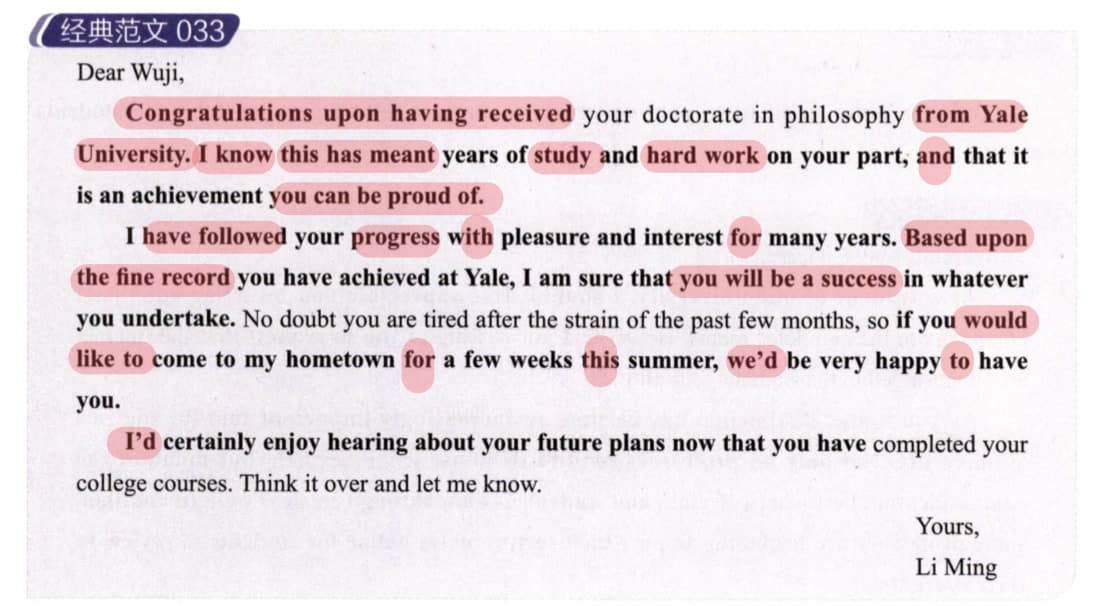 经典范文 033
Dear Wuji,
Congratulations upon having received your doctorate in philosophy from Yale
University. I know this has meant years of study and hard work on your part, and that it
is an achievement you can be proud of.
I have followed your progress with pleasure and interest for many years. Based upon
the fine record you have achieved at Yale, I am sure that you will be a success in whatever
you undertake. No doubt you are tired after the strain of the past few months, so if you would
like to come to my hometown for a few weeks this summer, we'd be very happy to have
you.
I'd certainly enjoy hearing about your future plans now that you have completed your
college courses. Think it over and let me know.
Yours,
Li Ming